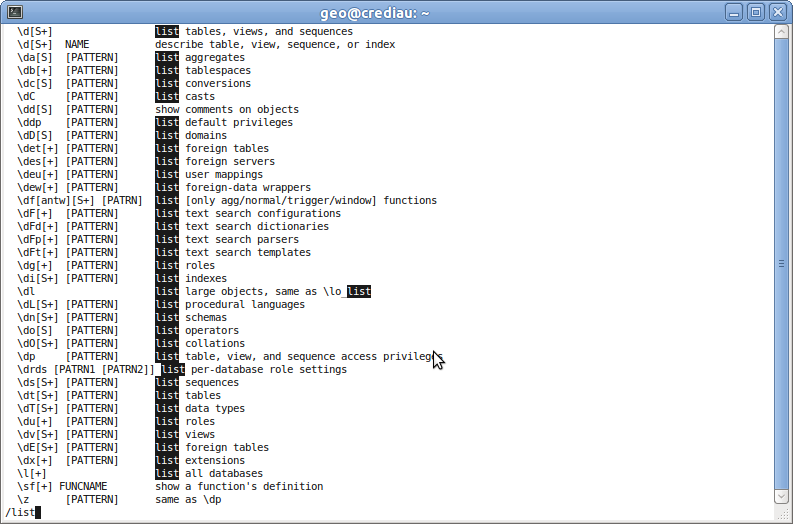 geo@crediau: ~
\d[S+] list tables, views, and sequences
\d[S+] NAME describe table, view, sequence, or index
\da[S] [PATTERN] list aggregates
\db[+] [PATTERN] list tablespaces
\dc[S] [PATTERN] list conversions
\dC [PATTERN] list casts
\dd[S] [PATTERN] show comments on objects
\ddp [PATTERN] list default privileges
\dD[S] [PATTERN] list domains
\det[+] [PATTERN] list foreign tables
\des[+] [PATTERN] list foreign servers
\deu[+] [PATTERN] list user mappings
\dew[+] [PATTERN] list foreign-data wrappers
\df[antw][S+] [PATRN] list [only agg/normal/trigger/window] functions
\dF[+] [PATTERN] list text search configurations
\dFd[+] [PATTERN] list text search dictionaries
\dFp[+] [PATTERN] list text search parsers
\dFt[+] [PATTERN] list text search templates
\dg[+] [PATTERN] list roles
\di[S+] [PATTERN] list indexes
\dl list large objects, same as \lo_list
\dL[S+] [PATTERN] list procedural languages
\dn[S+] [PATTERN] list schemas
\do[S] [PATTERN] list operators
\dO[S+] [PATTERN] list collations
\dp [PATTERN] list table, view, and sequence access privileges
\drds [PATRN1 [PATRN2]] list per-database role settings
\ds[S+] [PATTERN] list sequences
\dt[S+] [PATTERN] list tables
\dT[S+] [PATTERN] list data types
\du[+] [PATTERN] list roles
\dv[S+] [PATTERN] list views
\dE[S+] [PATTERN] list foreign tables
\dx[+] [PATTERN] list extensions
\l[+] list all databases
\sf[+] FUNCNAME show a function's definition
\z [PATTERN] same as \dp
/list